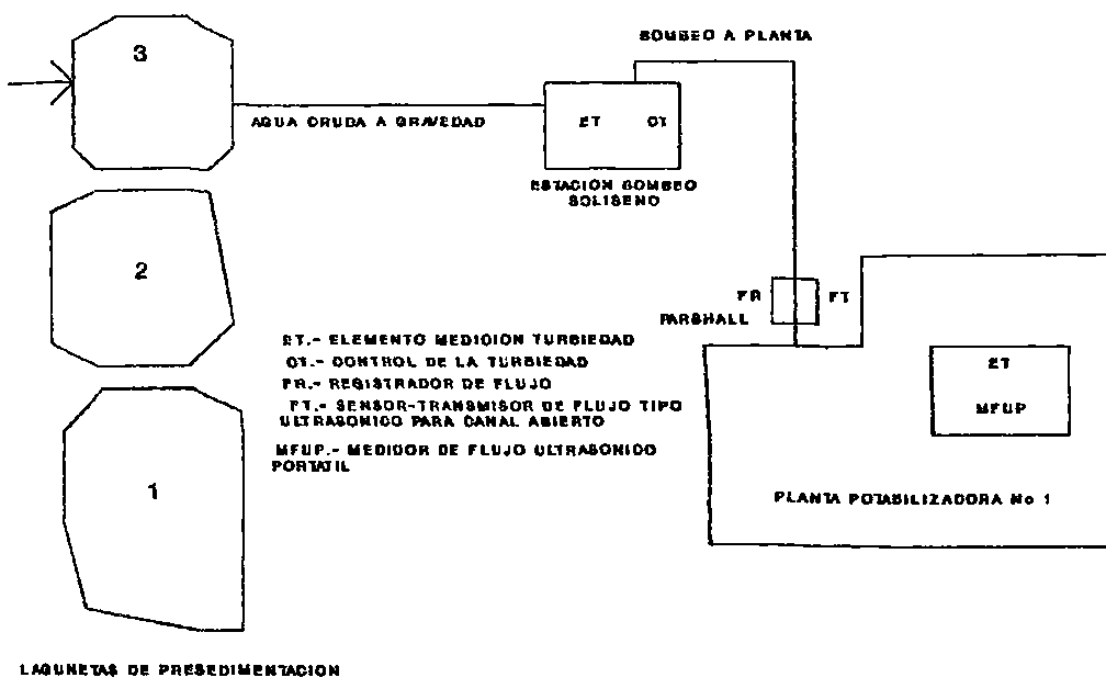 3
BOMBEO A PLANTA
AGUA CRUDA A GRAVEDAD
ET CT
ESTACION BOMBEO
SOLISENO
2
FR FT
PARSHALL
ET.- ELEMENTO MEDICION TURBIEDAD
CT.- CONTROL DE LA TURBIEDAD
FR.- REGISTRADOR DE FLUJO
FT.- SENSOR-TRANSMISOR DE FLUJO TIPO
ULTRASONICO PARA CANAL ABIERTO
MFUP.- MEDIDOR DE FLUJO ULTRASONIDO
PORTATIL
ET
MFUP
1
PLANTA POTABILIZADORA No 1
LAGUNETAS DE PRESEDIMENTACION